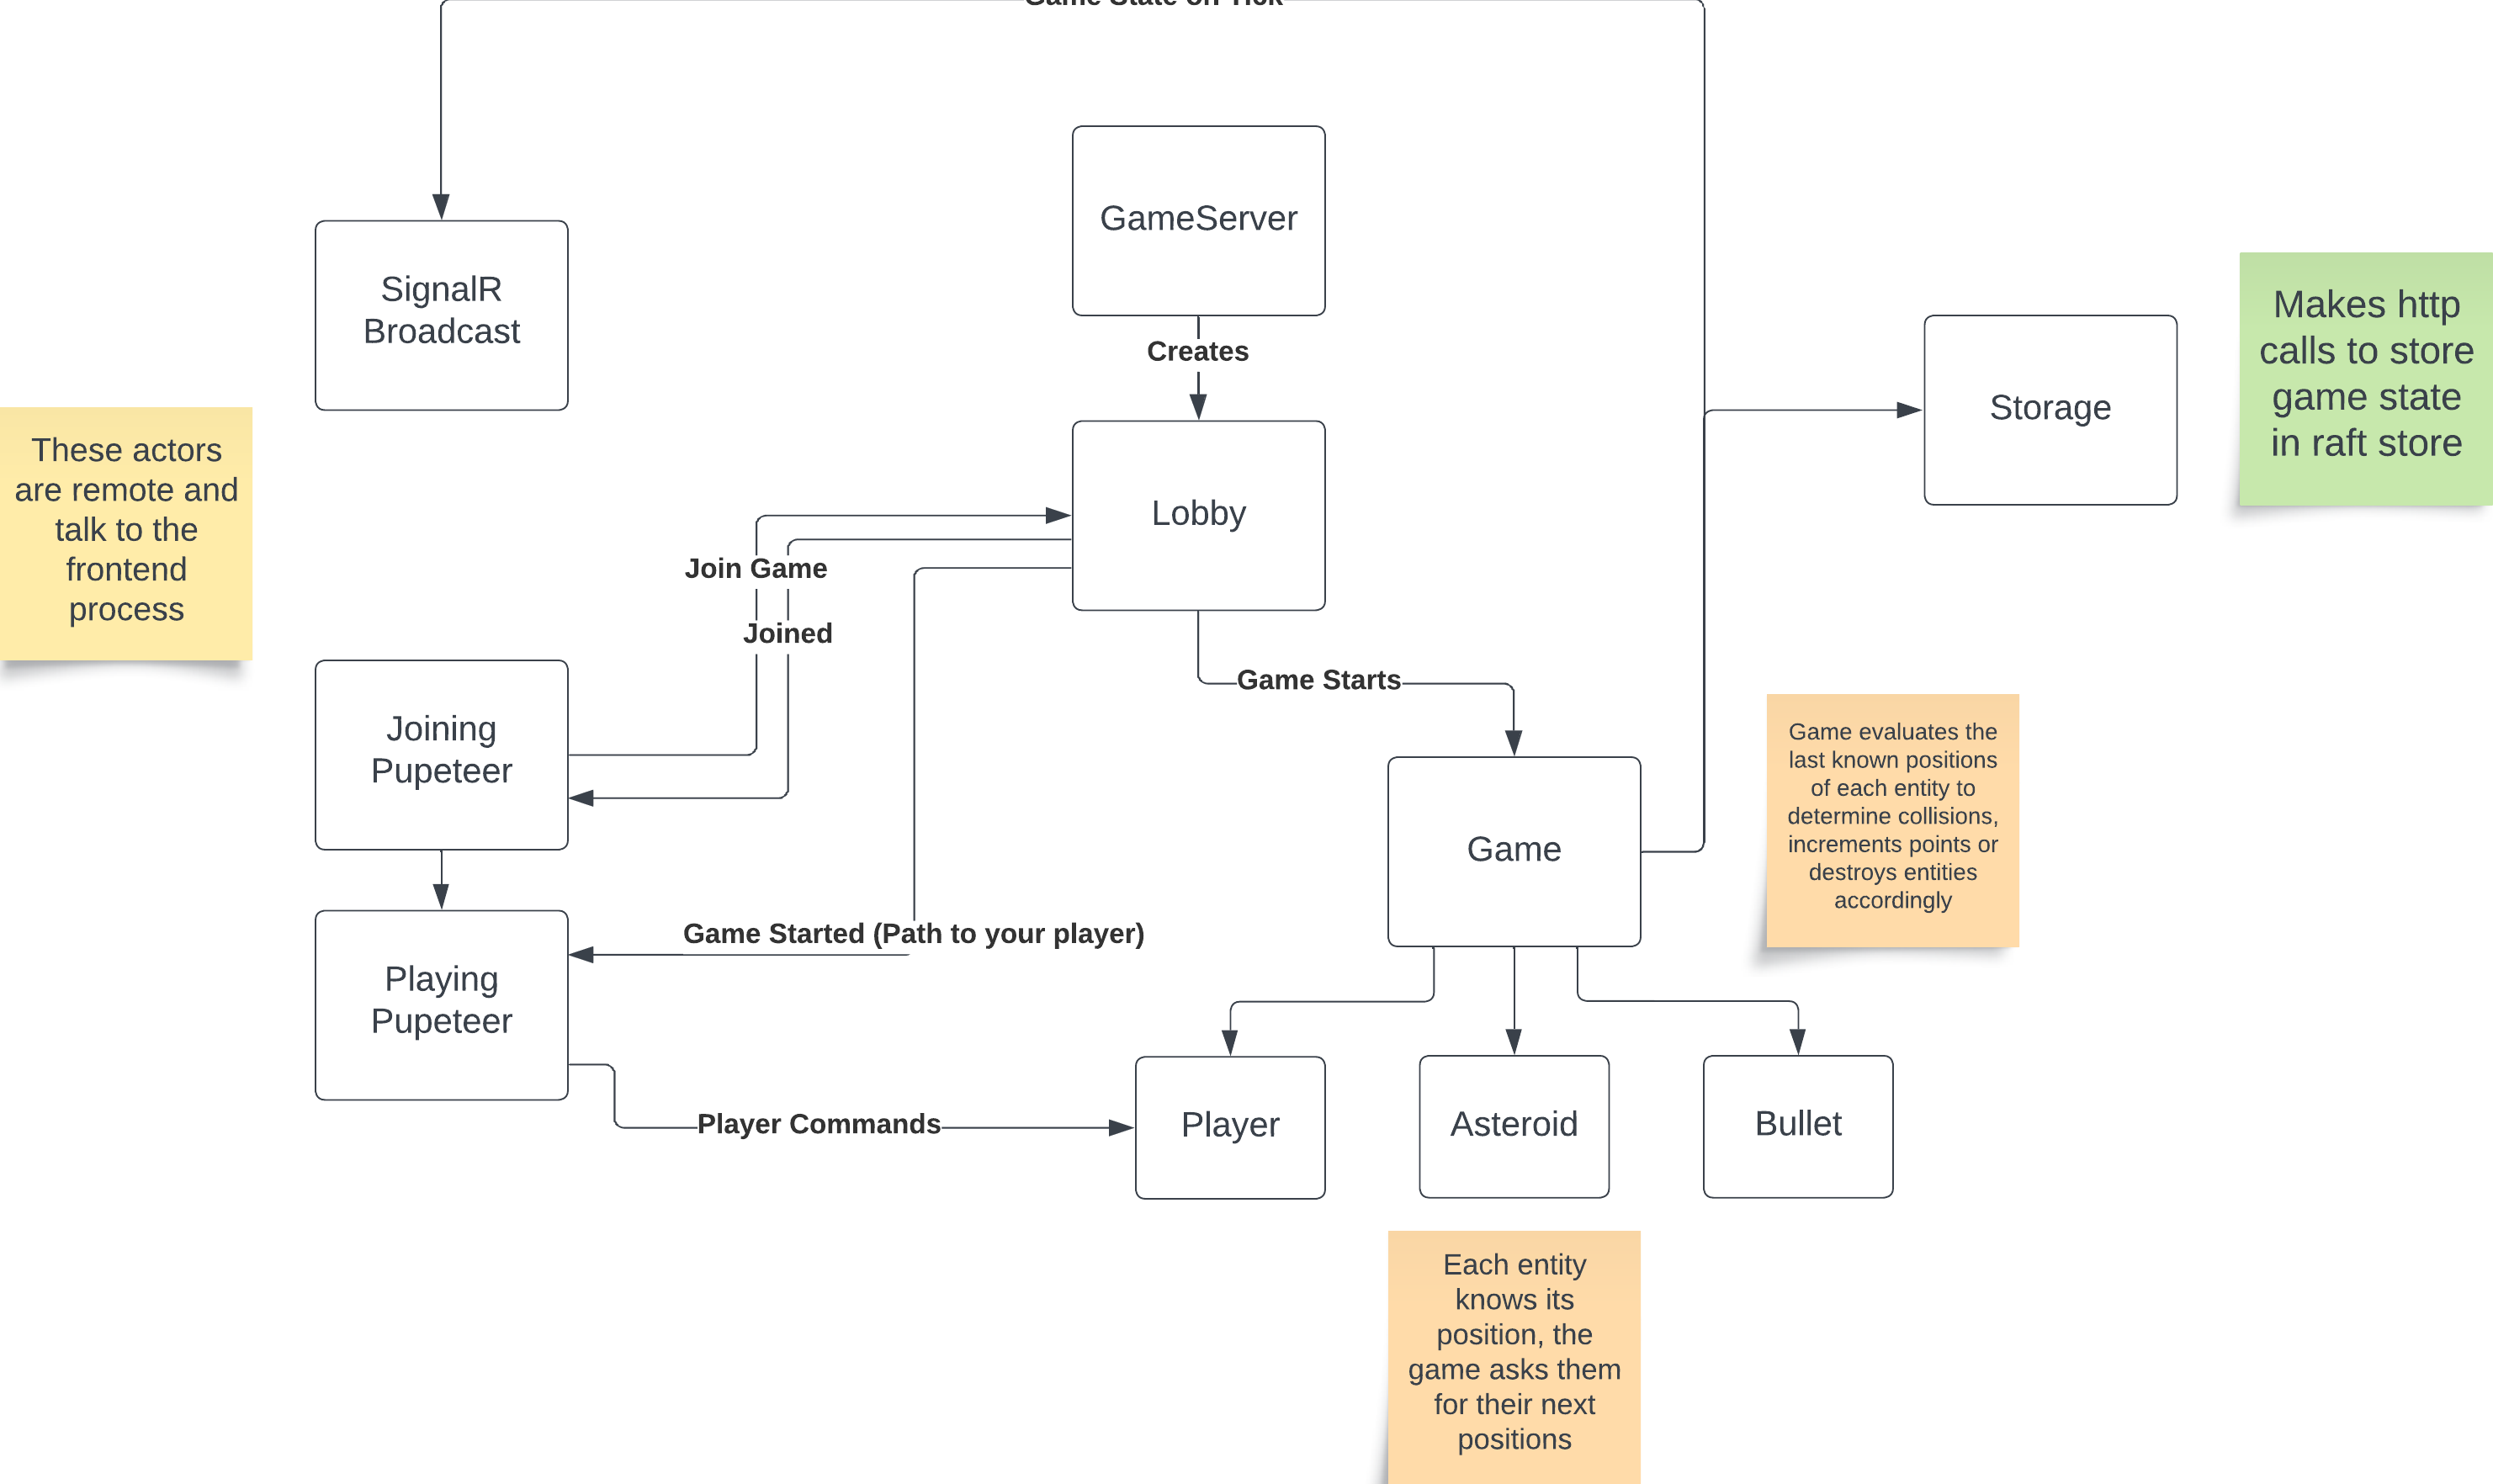 Game State on Tick
GameServer
SignalR
Broadcast
Creates
Makes http
calls to store
game state
in raft store
Storage
These actors
are remote and
talk to the
frontend
process
Lobby
Join Game
Joined
Game Starts
Joining
Pupeteer
Game evaluates the
last known positions
of each entity to
determine collisions,
increments points or
destroys entities
accordingly
Game
Game Started (Path to your player)
Playing
Pupeteer
Player Commands
Player
Asteroid
Bullet
Each entity
knows its
position, the
game asks them
for their next
positions